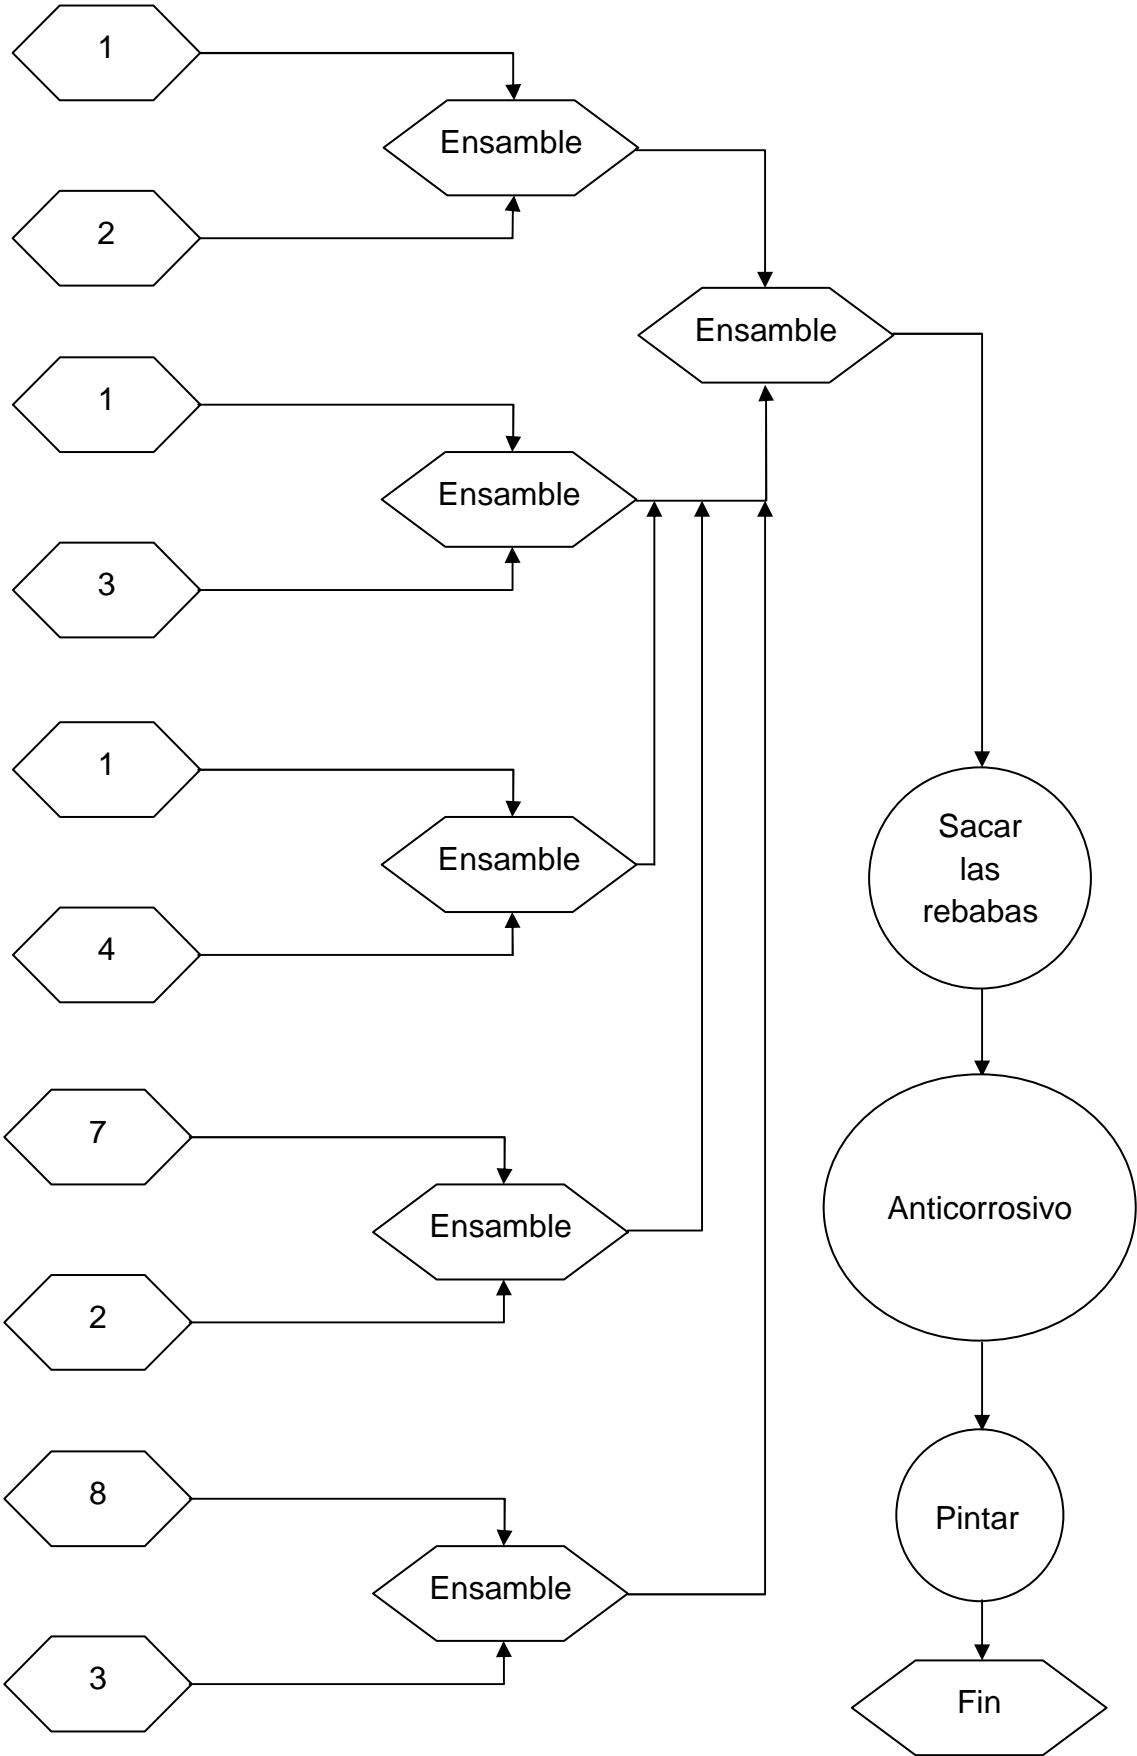 1
Ensamble
2
Ensamble
1
Ensamble
3
1
Ensamble
4
Sacar
las
rebabas
7
Ensamble
2
Anticorrosivo
8
Ensamble
3
Pintar
Fin